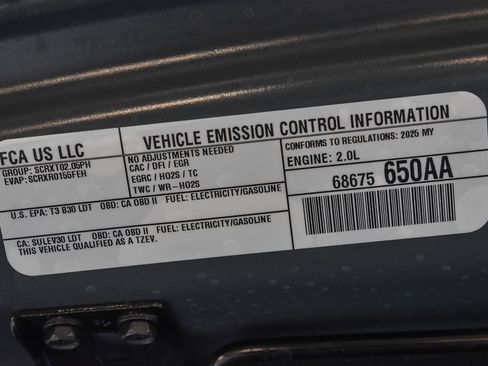 FCA US LLC
GROUP: SCRXT02.05PH
EVAP: SCRXR0155FEH
VEHICLE EMISSION CONTROL INFORMATION
NO ADJUSTMENTS NEEDED
CAC / DFI / EGR
EGRC / HO2S / TC
TWC / WR-HO2S
CONFORMS TO REGULATIONS: 2025 MY
ENGINE: 2.0L
68675 650AA
U.S. EPA: T3 B30 LDT OBD: CA OBD II FUEL: ELECTRICITY/GASOLINE
CA: SULEV30 LDT OBD: CA OBD II FUEL: ELECTRICITY/GASOLINE
THIS VEHICLE QUALIFIED AS A TZEV.